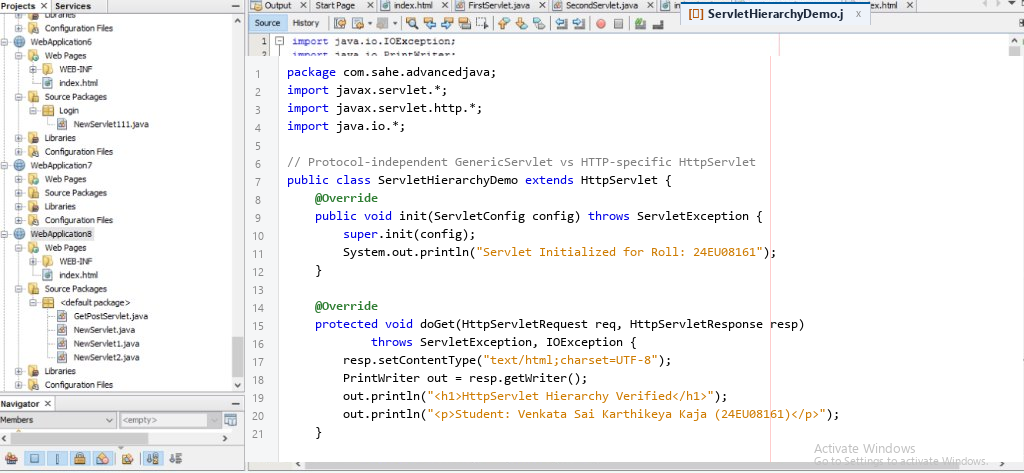 Projects ×
Services
Libraries
Configuration Files
WebApplication6
Web Pages
WEB-INF
index.html
Source Packages
Login
NewServlet111.java
Libraries
Configuration Files
WebApplication7
Web Pages
Source Packages
Libraries
Configuration Files
WebApplication8
Web Pages
WEB-INF
index.html
Source Packages
<default package>
GetPostServlet.java
NewServlet.java
NewServlet1.java
NewServlet2.java
Libraries
Configuration Files
Navigator ×
Members
<empty>
Output ×
Start Page ×
index.html ×
FirstServlet.java ×
SecondServlet.java ×
ServletHierarchyDemo.j x
ex.html ×
Source
History
1 import java.io.IOException;
2 import java.io.PrintWriter;
1 package com.sahe.advancedjava;
2 import javax.servlet.*;
3 import javax.servlet.http.*;
4 import java.io.*;
5
6 // Protocol-independent GenericServlet vs HTTP-specific HttpServlet
7 public class ServletHierarchyDemo extends HttpServlet {
8 @Override
9 public void init(ServletConfig config) throws ServletException {
10 super.init(config);
11 System.out.println("Servlet Initialized for Roll: 24EU08161");
12 }
13
14 @Override
15 protected void doGet(HttpServletRequest req, HttpServletResponse resp)
16 throws ServletException, IOException {
17 resp.setContentType("text/html;charset=UTF-8");
18 PrintWriter out = resp.getWriter();
19 out.println("<h1>HttpServlet Hierarchy Verified</h1>");
20 out.println("<p>Student: Venkata Sai Karthikeya Kaja (24EU08161)</p>");
21 }
Activate Windows
Go to Settings to activate Windows.